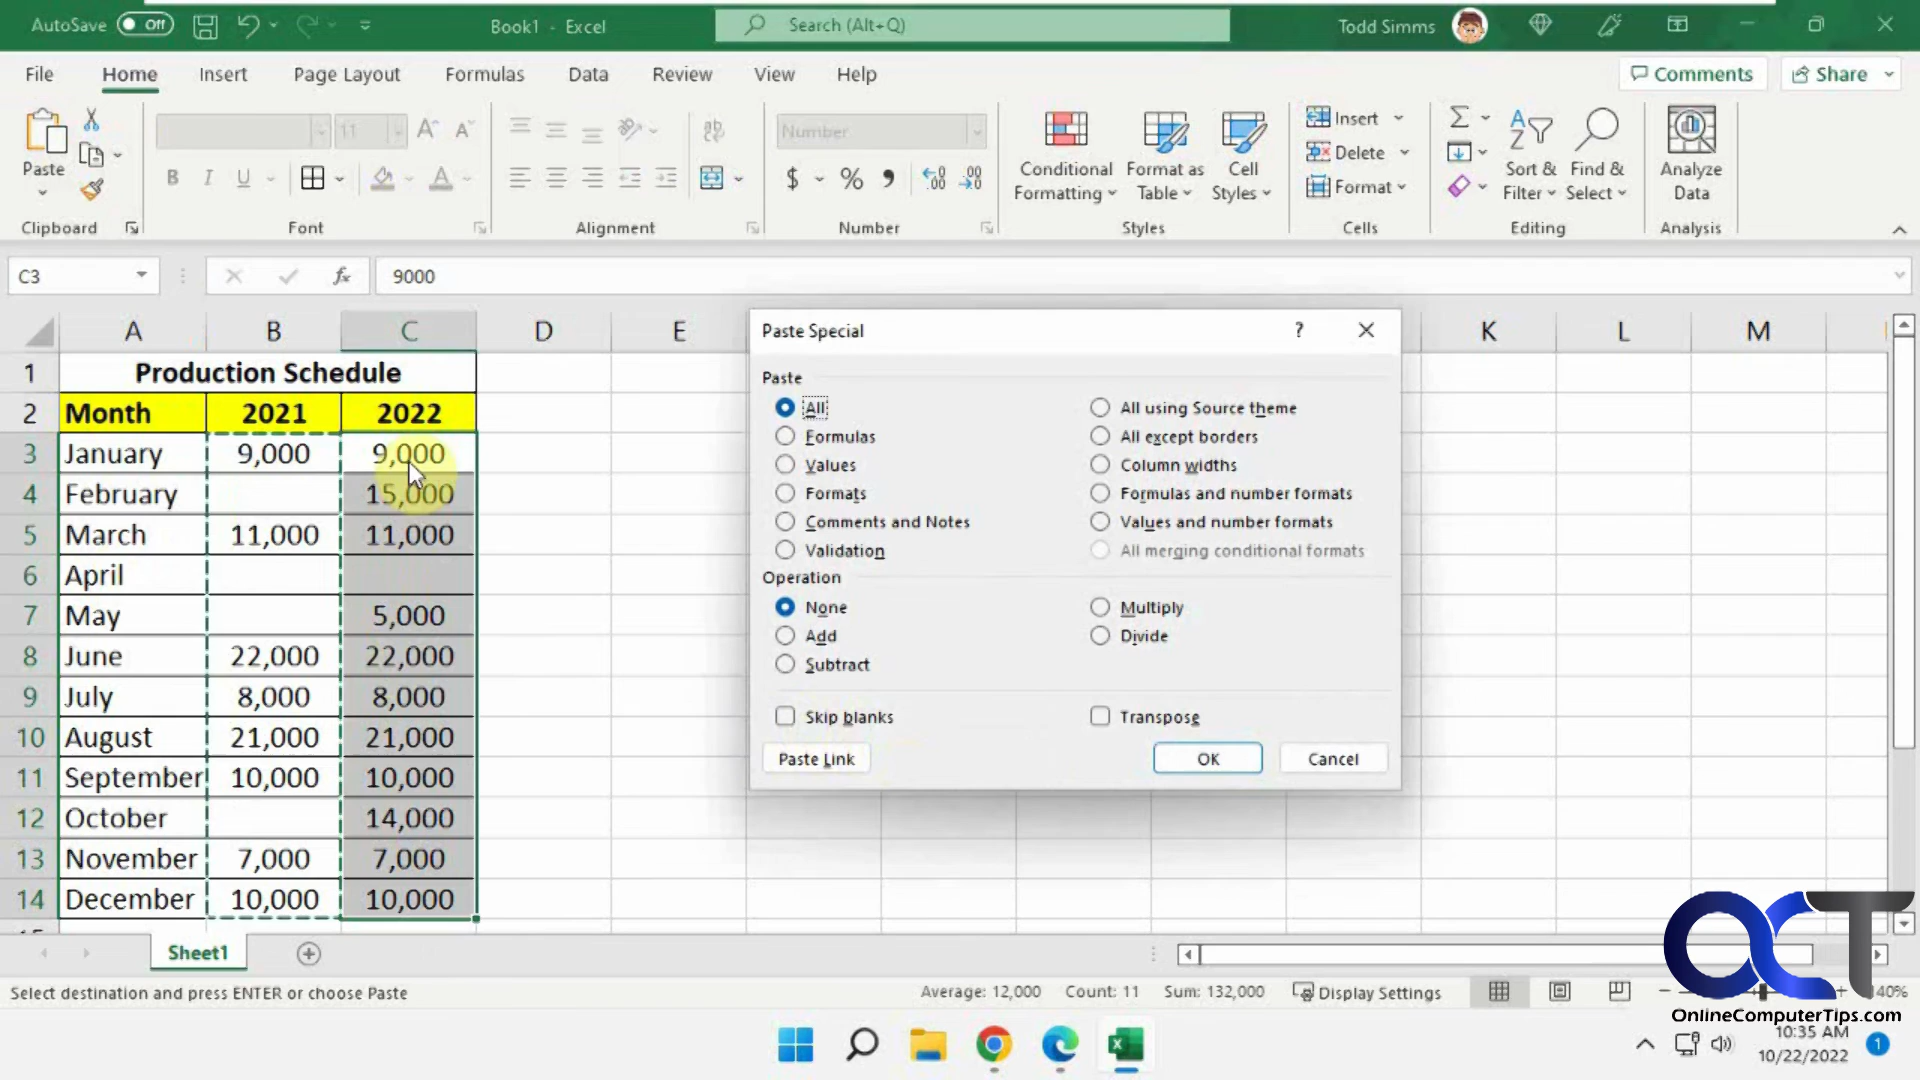 AutoSave Off Book1 - Excel Search (Alt+Q) Todd Simms
File Home Insert Page Layout Formulas Data Review View Help Comments Share
Paste 11 A A ab Number Conditional Formatting Format as Table Cell Styles Insert Delete Format Sort & Filter Find & Select Analyze Data
B I U A $ %
Clipboard Font Alignment Number Styles Cells Editing Analysis
C3 fx 9000
A B C D E K L M
1 Production Schedule
2 Month 2021 2022
3 January 9,000 9,000
4 February 15,000
5 March 11,000 11,000
6 April
7 May 5,000
8 June 22,000 22,000
9 July 8,000 8,000
10 August 21,000 21,000
11 September 10,000 10,000
12 October 14,000
13 November 7,000 7,000
14 December 10,000 10,000
Paste Special ?
Paste
All All using Source theme
Formulas All except borders
Values Column widths
Formats Formulas and number formats
Comments and Notes Values and number formats
Validation All merging conditional formats
Operation
None Multiply
Add Divide
Subtract
Skip blanks Transpose
Paste Link OK Cancel
Sheet1
Select destination and press ENTER or choose Paste Average: 12,000 Count: 11 Sum: 132,000 Display Settings 140%
OCT
OnlineComputerTips.com
10:35 AM
10/22/2022 1